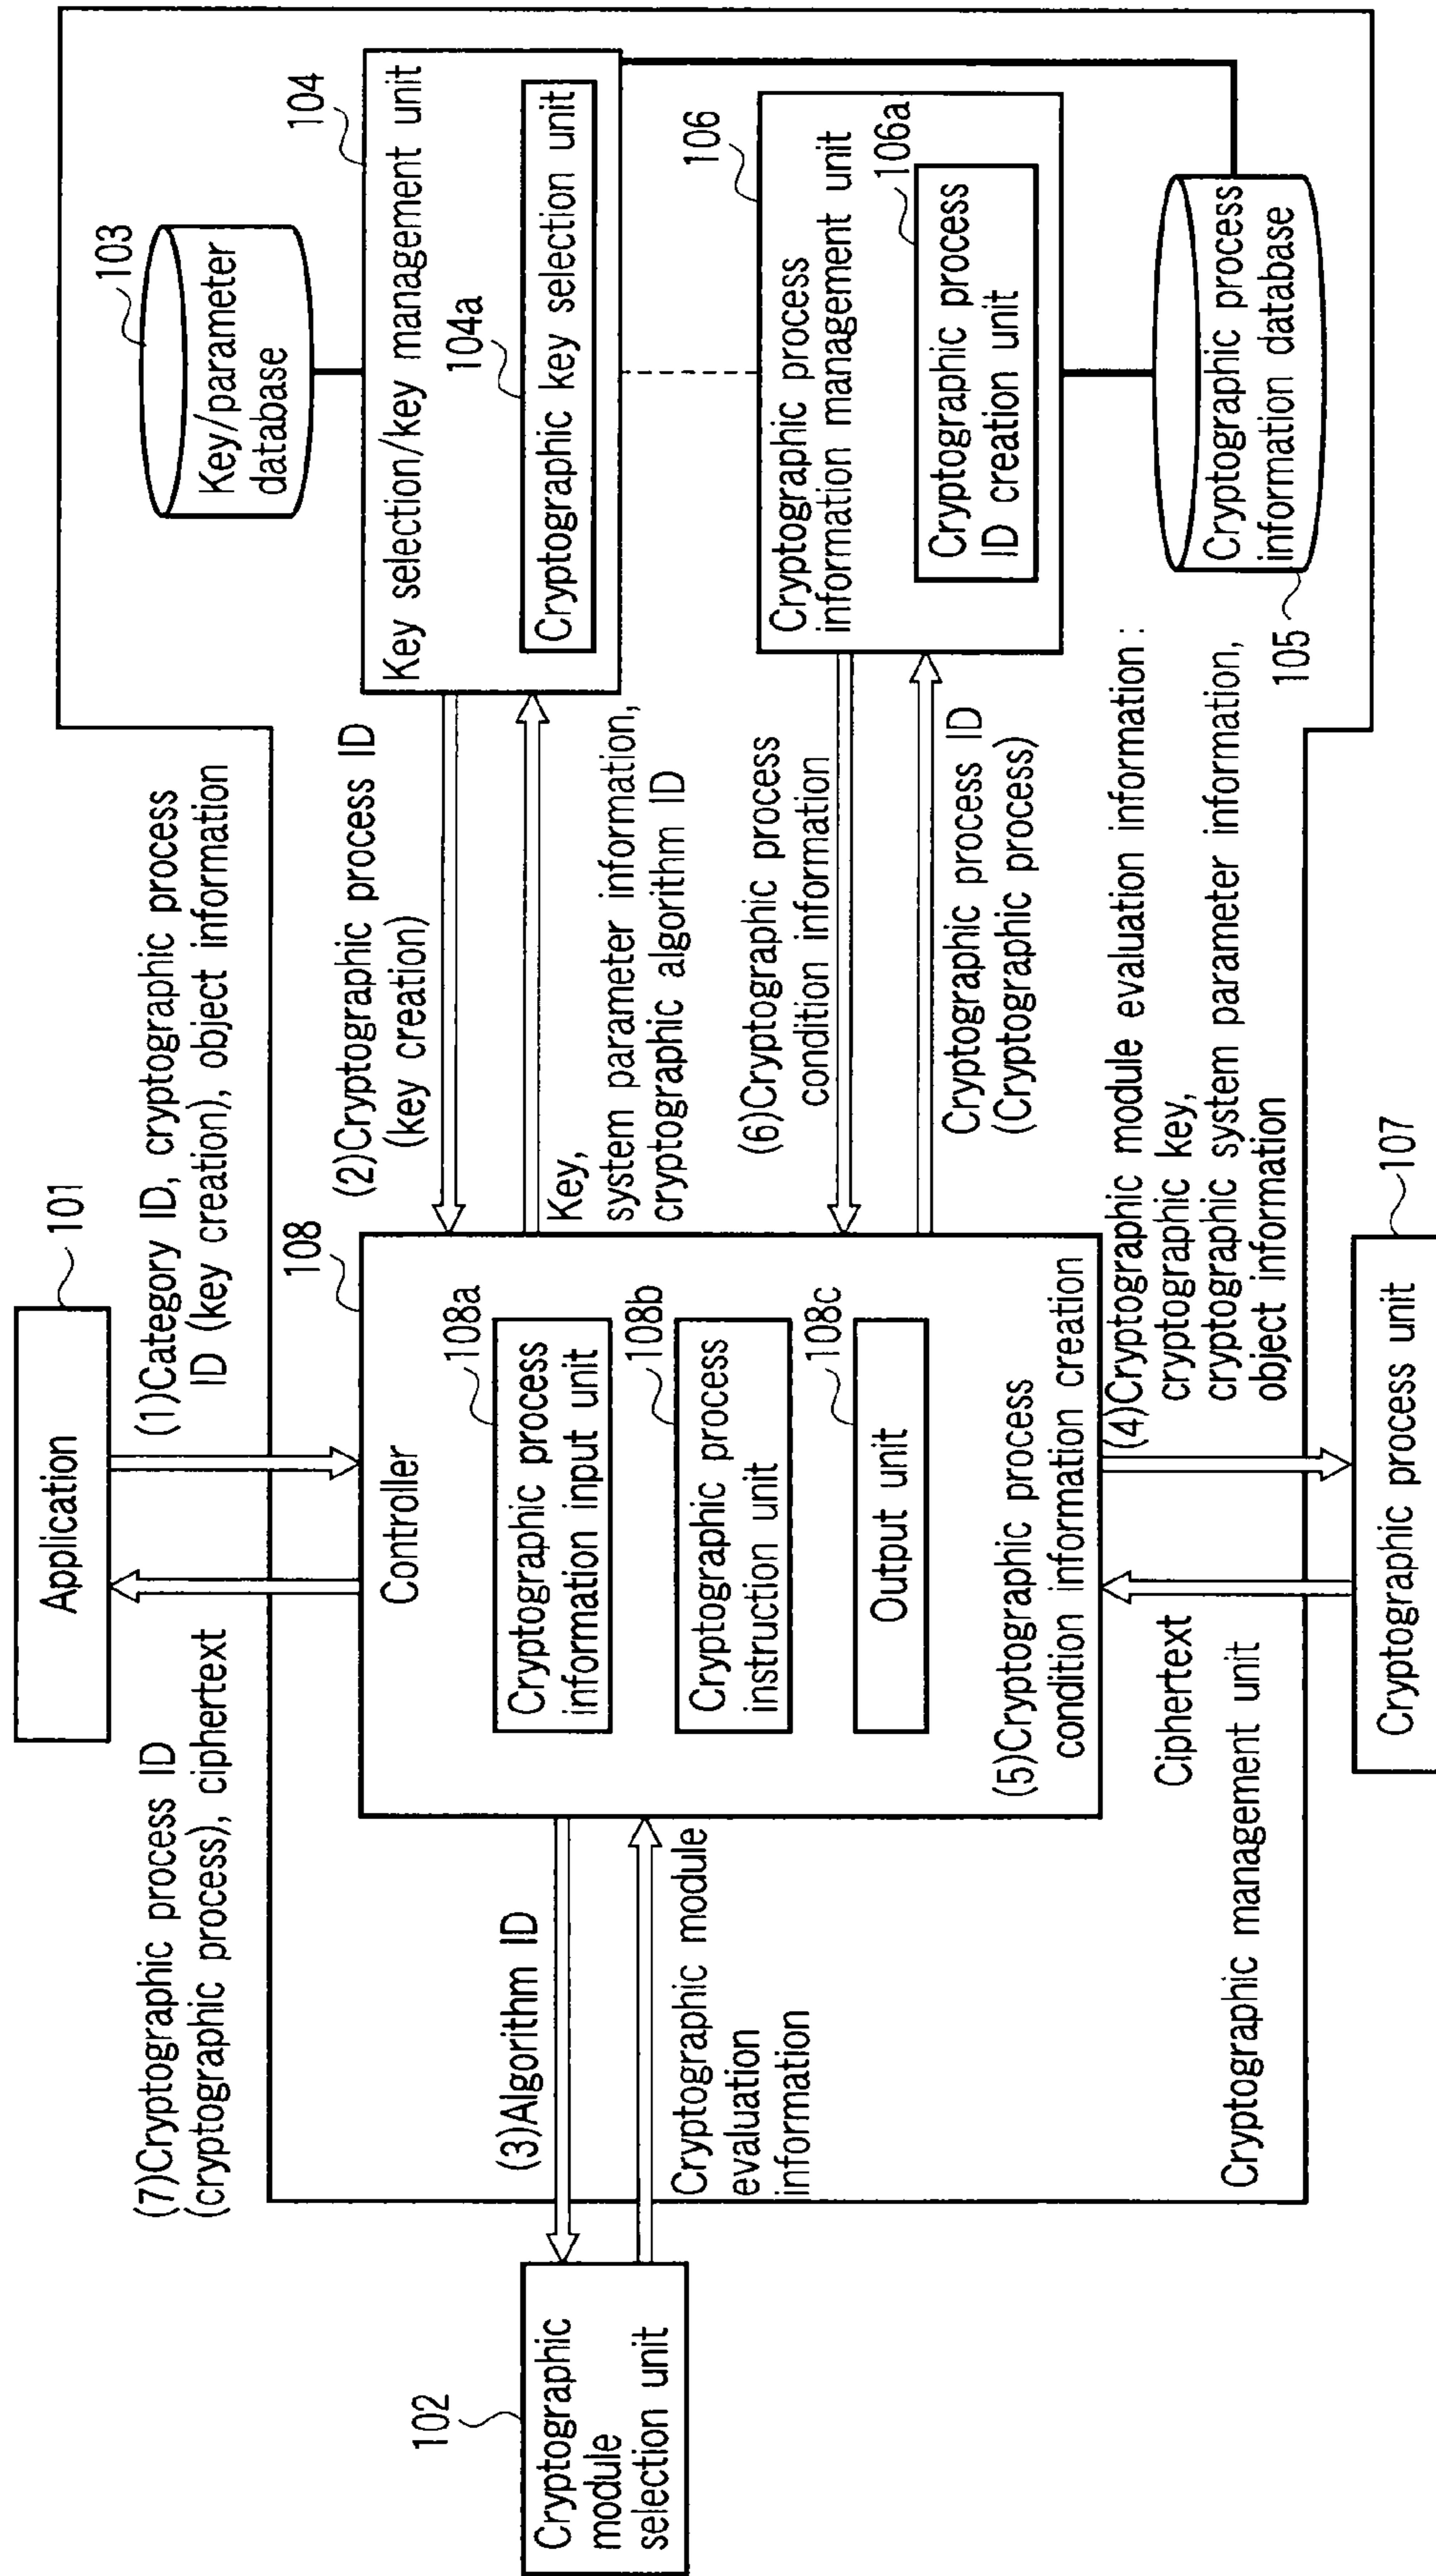 101
Application
(1)Category ID, cryptographic process
ID (key creation), object information
(7)Cryptographic process ID
(cryptographic process), ciphertext
103
Key/parameter
database
104
Key selection/key management unit
104a
Cryptographic key selection unit
(2)Cryptographic process ID
(key creation)
Key,
system parameter information,
cryptographic algorithm ID
108
Controller
108a
Cryptographic process
information input unit
108b
Cryptographic process
instruction unit
108c
Output unit
(5)Cryptographic process
condition information creation
(3)Algorithm ID
Cryptographic module
evaluation
information
102
Cryptographic
module
selection unit
106
Cryptographic process
information management unit
106a
Cryptographic process
ID creation unit
(6)Cryptographic process
condition information
Cryptographic process ID
(Cryptographic process)
Cryptographic process
information database
105
(4)Cryptographic module evaluation information :
cryptographic key,
cryptographic system parameter information,
object information
Ciphertext
Cryptographic management unit
107
Cryptographic process unit